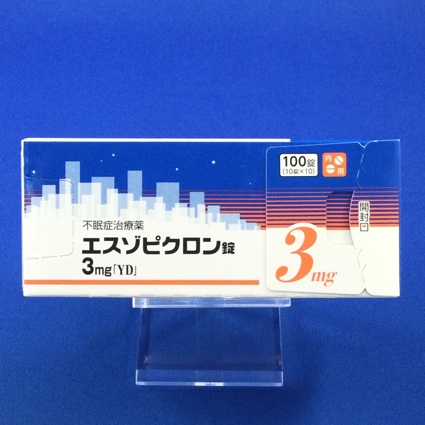 不眠症治療薬
エスゾピクロン錠
3mg「YD」
100錠
(10錠×10)
内
用
開封口
3mg